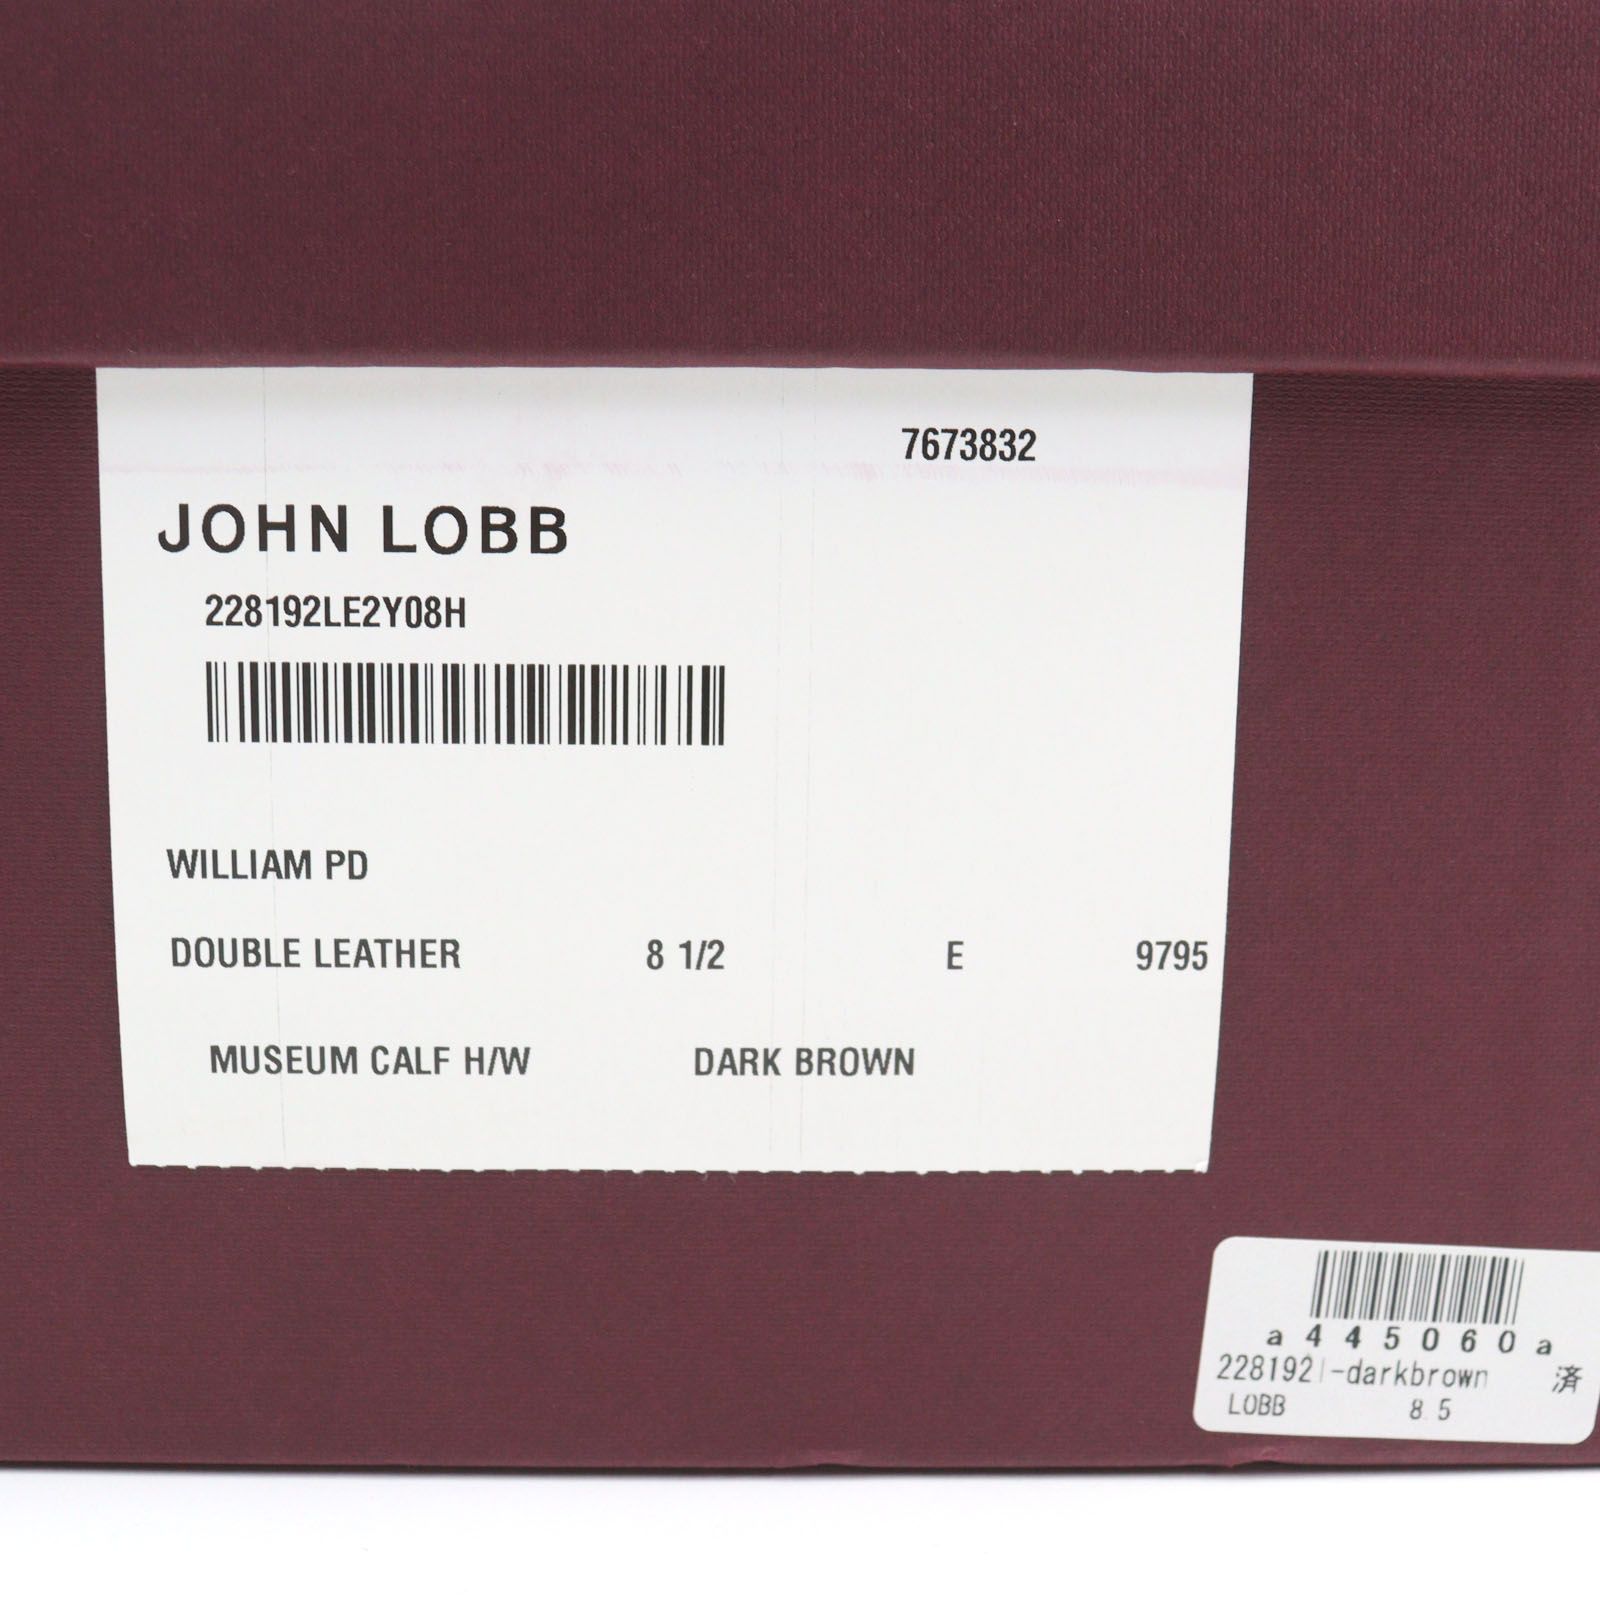 7673832
JOHN LOBB
228192LE2Y08H
WILLIAM PD
DOUBLE LEATHER 8 1/2 E 9795
MUSEUM CALF H/W DARK BROWN
a445060a
228192l-darkbrown 済
LOBB 8.5